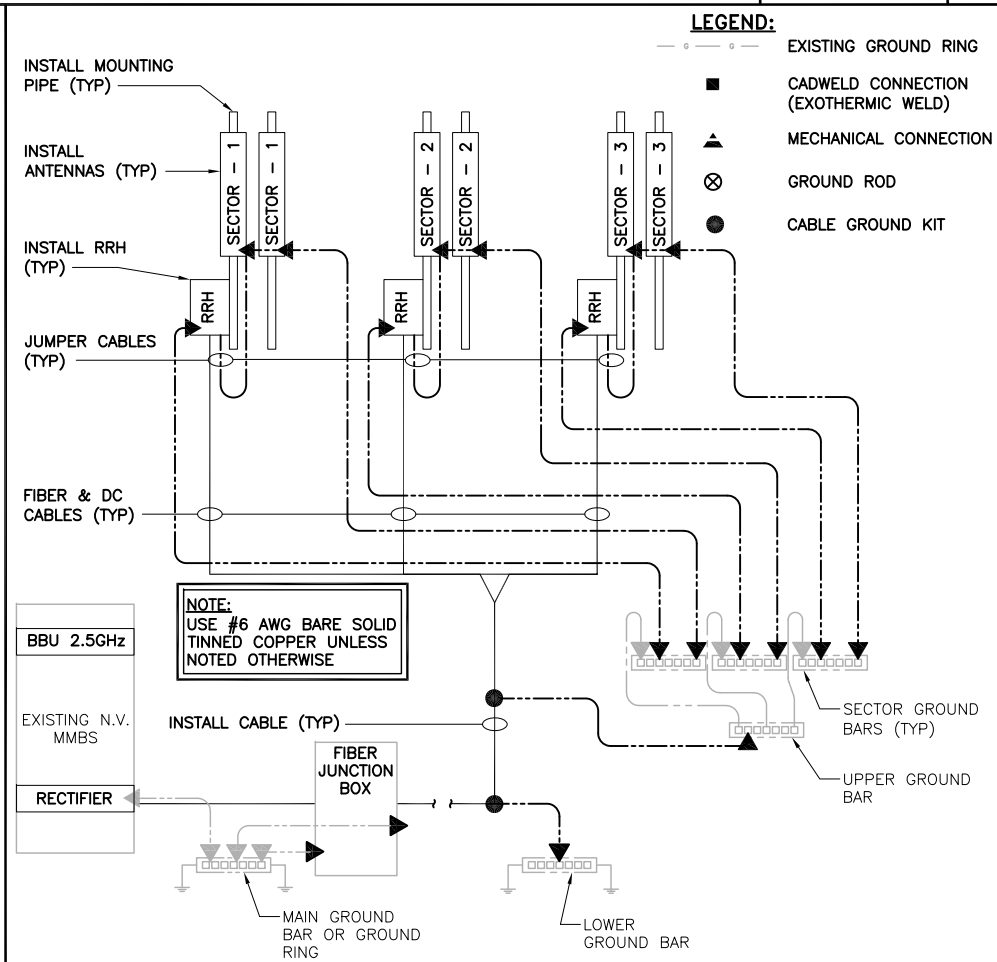 LEGEND:
G G EXISTING GROUND RING
CADWELD CONNECTION
(EXOTHERMIC WELD)
MECHANICAL CONNECTION
GROUND ROD
CABLE GROUND KIT
INSTALL MOUNTING
PIPE (TYP)
INSTALL
ANTENNAS (TYP)
SECTOR - 1
SECTOR - 1
SECTOR - 2
SECTOR - 2
SECTOR - 3
SECTOR - 3
INSTALL RRH
(TYP)
RRH
RRH
RRH
JUMPER CABLES
(TYP)
FIBER & DC
CABLES (TYP)
NOTE:
USE #6 AWG BARE SOLID
TINNED COPPER UNLESS
NOTED OTHERWISE
BBU 2.5GHz
EXISTING N.V.
MMBS
RECTIFIER
INSTALL CABLE (TYP)
FIBER
JUNCTION
BOX
SECTOR GROUND
BARS (TYP)
UPPER GROUND
BAR
MAIN GROUND
BAR OR GROUND
RING
LOWER
GROUND BAR